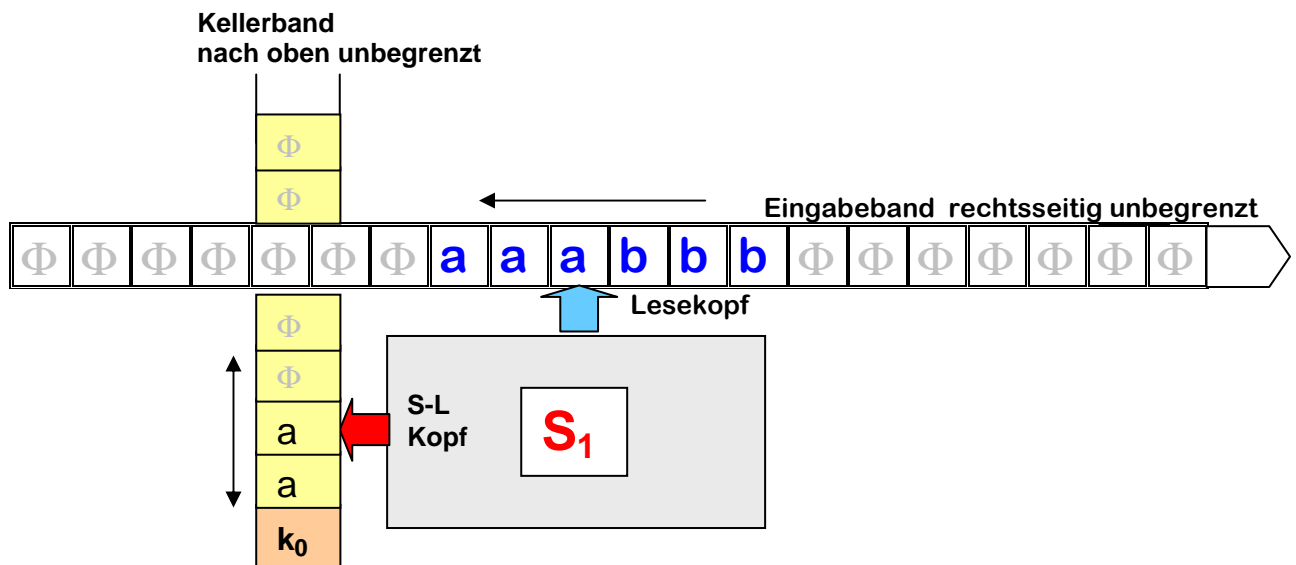 Kellerband
nach oben unbegrenzt
Φ
Φ
Eingabeband rechtsseitig unbegrenzt
Φ Φ Φ Φ Φ Φ Φ a a a b b b Φ Φ Φ Φ Φ Φ Φ
Lesekopf
Φ
Φ
S-L
Kopf
S₁
a
a
k₀